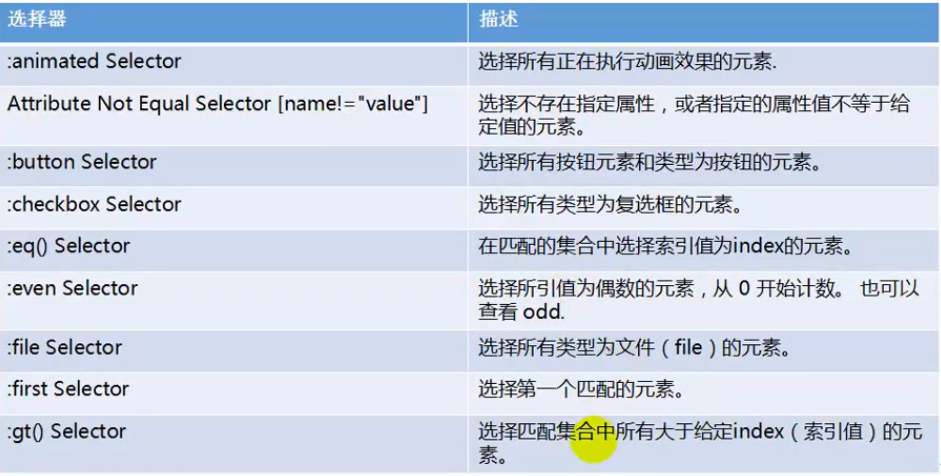 选择器 描述
:animated Selector 选择所有正在执行动画效果的元素.
Attribute Not Equal Selector [name!="value"] 选择不存在指定属性，或者指定的属性值不等于给
定值的元素。
:button Selector 选择所有按钮元素和类型为按钮的元素。
:checkbox Selector 选择所有类型为复选框的元素。
:eq() Selector 在匹配的集合中选择索引值为index的元素。
:even Selector 选择所引值为偶数的元素，从 0 开始计数。 也可以
查看 odd.
:file Selector 选择所有类型为文件（file）的元素。
:first Selector 选择第一个匹配的元素。
:gt() Selector 选择匹配集合中所有大于给定index（索引值）的元
素。